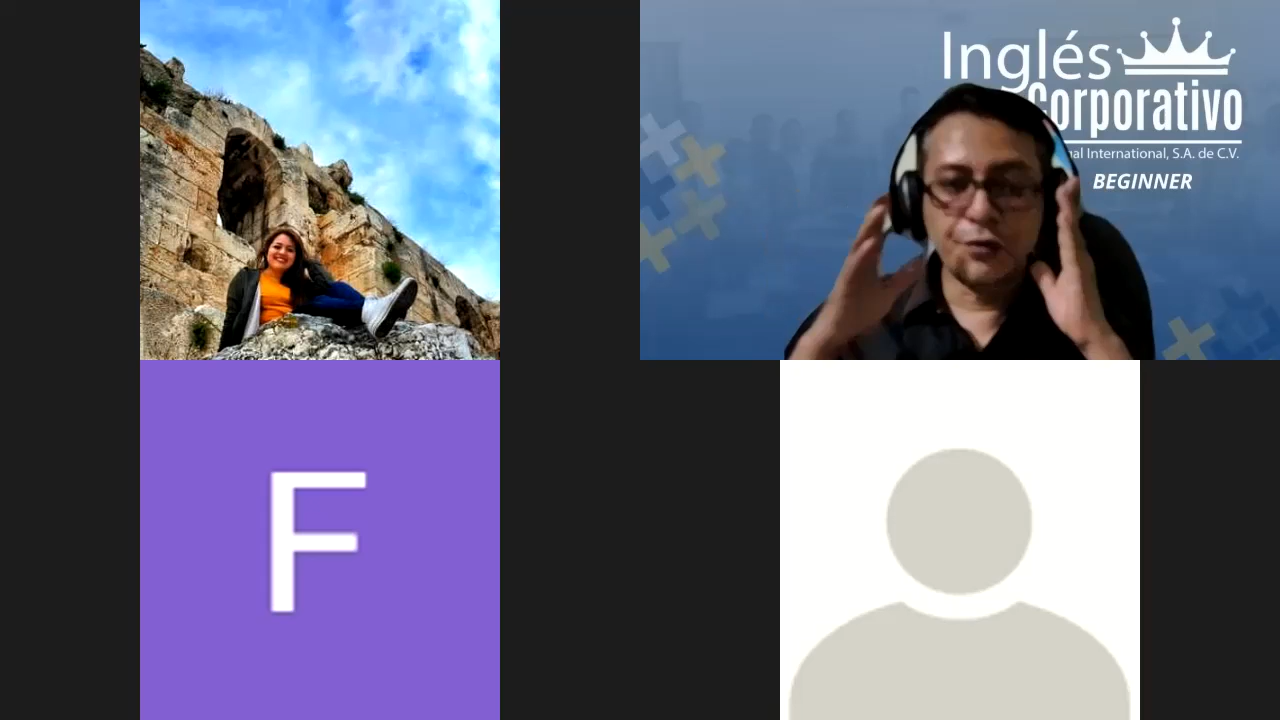 Inglés
Corporativo
nal International, S.A. de C.V.
BEGINNER
F